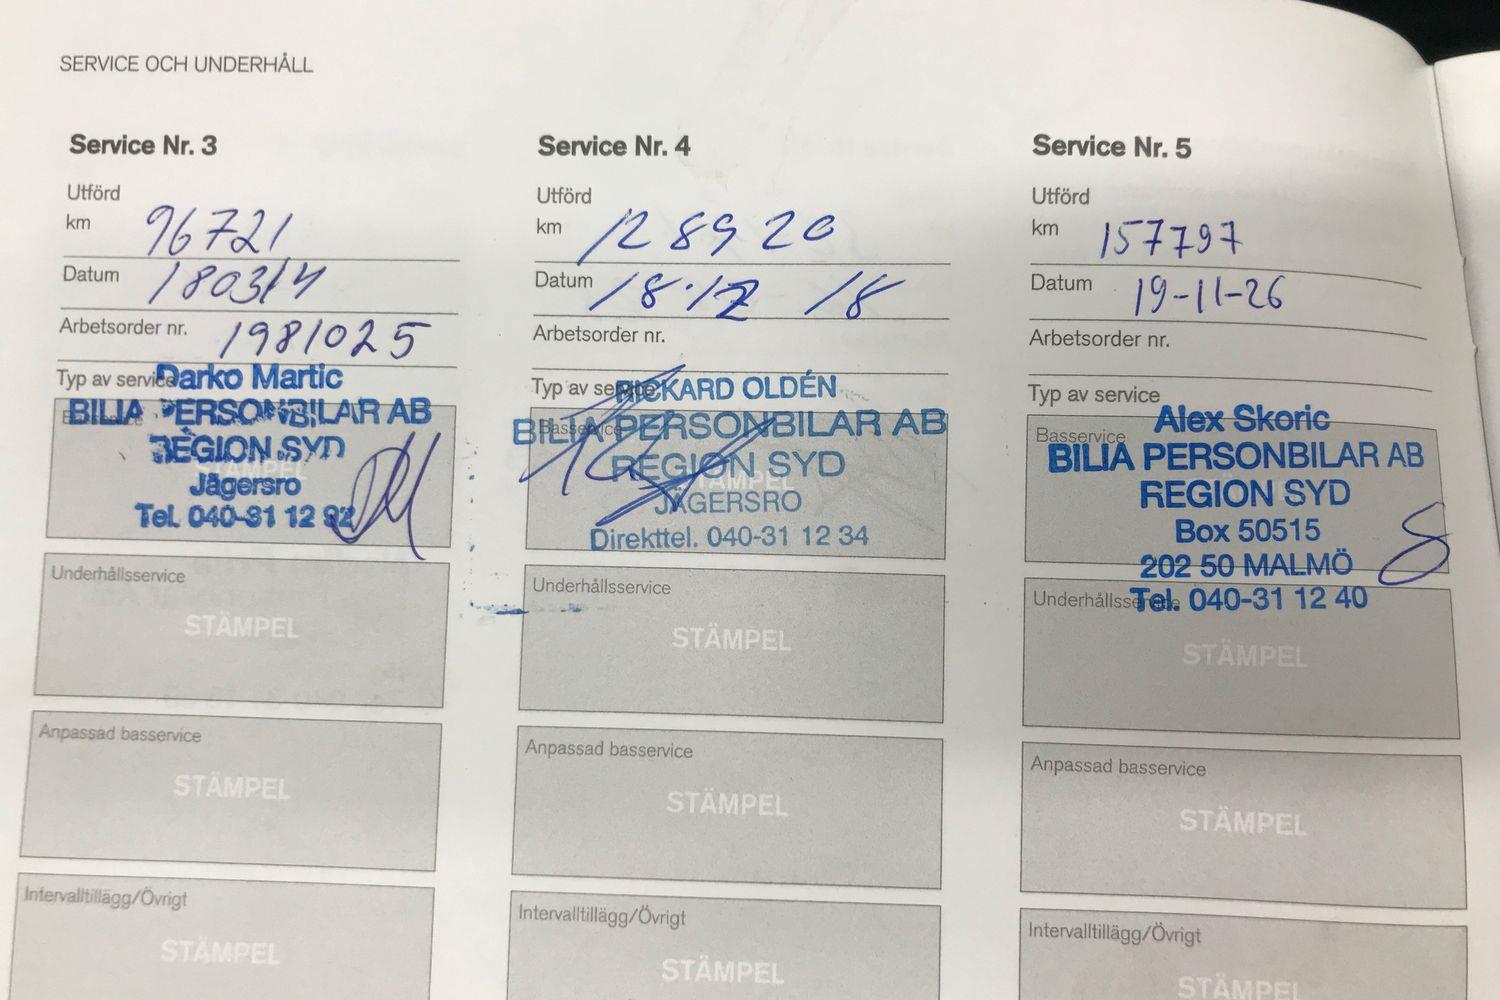 SERVICE OCH UNDERHÅLL
Service Nr. 3
Utförd
km 96721
Datum 180314
Arbetsorder nr. 1981025
Typ av service
Darko Martic
BILIA PERSONBILAR AB
REGION SYD
Jägersro
Tel. 040-31 12 92
Basservice
STÄMPEL
Underhållsservice
STÄMPEL
Anpassad basservice
STÄMPEL
Intervalltillägg/Övrigt
STÄMPEL
Service Nr. 4
Utförd
km 128920
Datum 18.12 18
Arbetsorder nr.
Typ av service
RICKARD OLDÉN
Basservice
BILIA PERSONBILAR AB
REGION SYD
STÄMPEL
JÄGERSRO
Direkttel. 040-31 12 34
Underhållsservice
STÄMPEL
Anpassad basservice
STÄMPEL
Intervalltillägg/Övrigt
STÄMPEL
Service Nr. 5
Utförd
km 157797
Datum 19-11-26
Arbetsorder nr.
Typ av service
Alex Skoric
Basservice
BILIA PERSONBILAR AB
REGION SYD
Box 50515
202 50 MALMÖ
Underhållsservice
Tel. 040-31 12 40
STÄMPEL
Anpassad basservice
STÄMPEL
Intervalltillägg/Övrigt
STÄMPEL